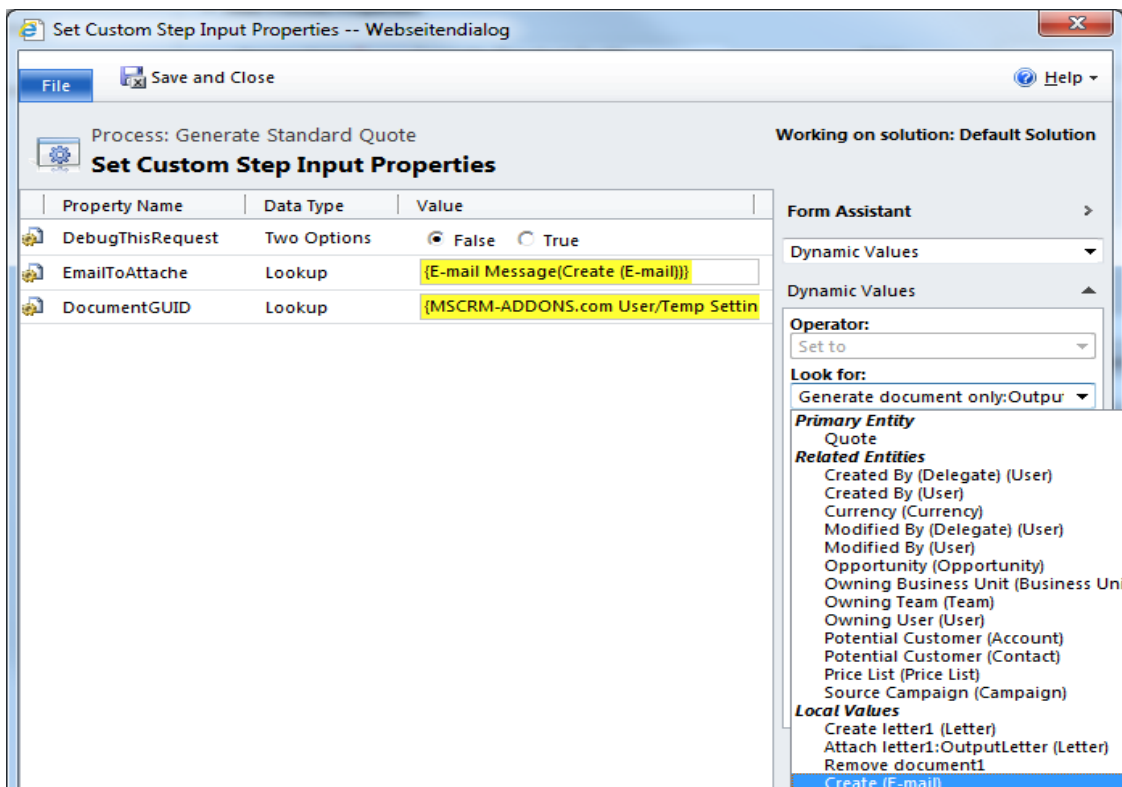 Set Custom Step Input Properties -- Webseitendialog
File
Save and Close
Help
Process: Generate Standard Quote
Set Custom Step Input Properties
Working on solution: Default Solution
Property Name Data Type Value
DebugThisRequest Two Options False True
EmailToAttache Lookup {E-mail Message(Create (E-mail))}
DocumentGUID Lookup {MSCRM-ADDONS.com User/Temp Settin
Form Assistant
Dynamic Values
Dynamic Values
Operator:
Set to
Look for:
Generate document only:Outpu
Primary Entity
Quote
Related Entities
Created By (Delegate) (User)
Created By (User)
Currency (Currency)
Modified By (Delegate) (User)
Modified By (User)
Opportunity (Opportunity)
Owning Business Unit (Business Uni
Owning Team (Team)
Owning User (User)
Potential Customer (Account)
Potential Customer (Contact)
Price List (Price List)
Source Campaign (Campaign)
Local Values
Create letter1 (Letter)
Attach letter1:OutputLetter (Letter)
Remove document1
Create (E-mail)